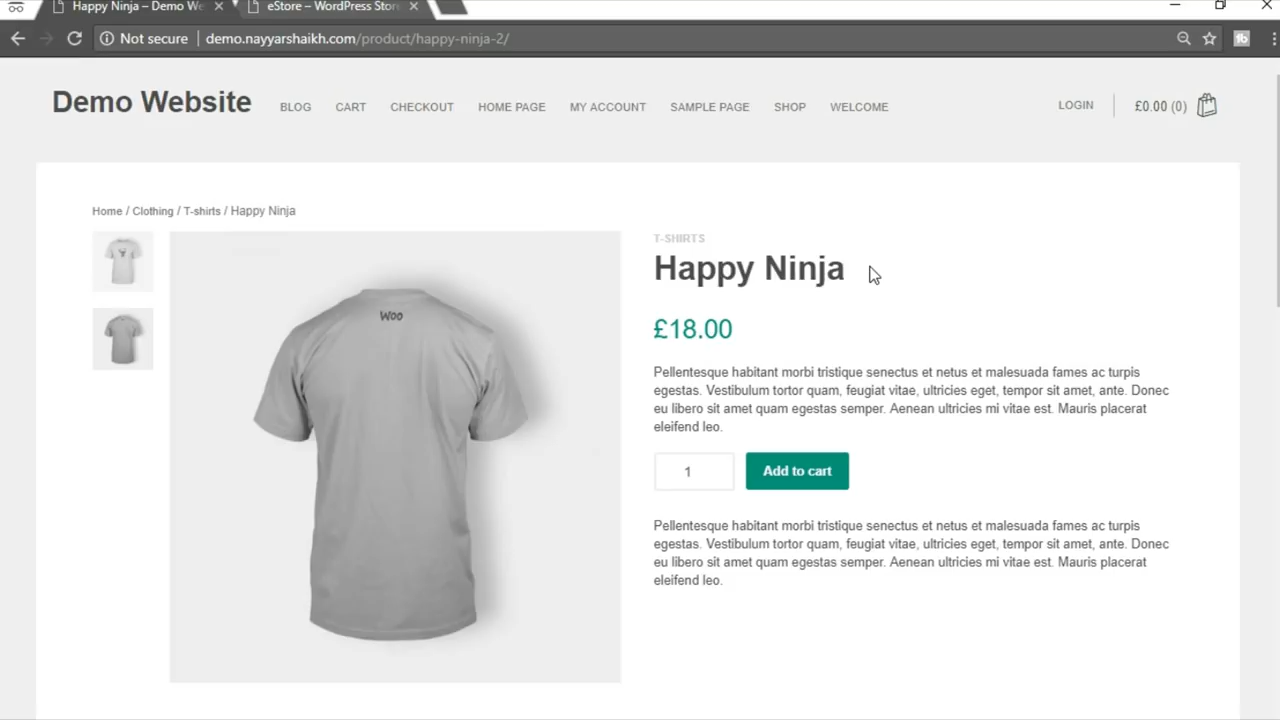 Happy Ninja – Demo We
eStore – WordPress Stor
Not secure demo.nayyarshaikh.com/product/happy-ninja-2/
Demo Website
BLOG CART CHECKOUT HOME PAGE MY ACCOUNT SAMPLE PAGE SHOP WELCOME
LOGIN £0.00 (0)
Home / Clothing / T-shirts / Happy Ninja
Woo
T-SHIRTS
Happy Ninja
£18.00
Pellentesque habitant morbi tristique senectus et netus et malesuada fames ac turpis
egestas. Vestibulum tortor quam, feugiat vitae, ultricies eget, tempor sit amet, ante. Donec
eu libero sit amet quam egestas semper. Aenean ultricies mi vitae est. Mauris placerat
eleifend leo.
1 Add to cart
Pellentesque habitant morbi tristique senectus et netus et malesuada fames ac turpis
egestas. Vestibulum tortor quam, feugiat vitae, ultricies eget, tempor sit amet, ante. Donec
eu libero sit amet quam egestas semper. Aenean ultricies mi vitae est. Mauris placerat
eleifend leo.